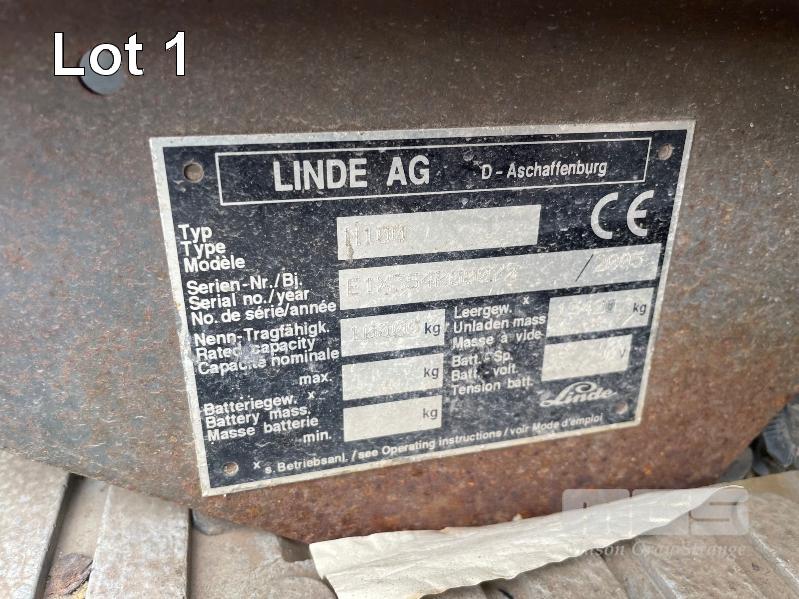 Lot 1
LINDE AG D - Aschaffenburg
Typ
Type
Modèle
CE
Serien-Nr./Bj.
Serial no./year
No. de série/année
/ 2005
Nenn-Tragfähigk.
Rated capacity
Capacité nominale
kg
Leergew. x
Unladen mass
Masse à vide
kg
max.
kg
Batt. - Sp.
Batt. - volt.
Tension batt.
V
Batteriegew. x
Battery mass.
Masse batterie
min.
kg
Linde
x s. Betriebsanl. /see Operating instructions / voir Mode d'emploi